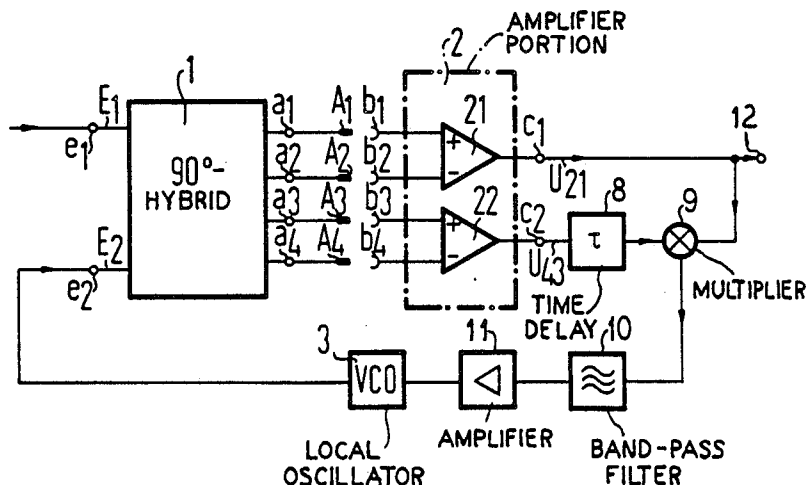 AMPLIFIER
PORTION
1
2
E1
e1
90°-
HYBRID
a1
A1
b1
a2
A2
b2
a3
A3
b3
a4
A4
b4
+
−
21
+
−
22
c1
U21
12
c2
U43
8
τ
TIME
DELAY
9
MULTIPLIER
E2
e2
3
VCO
LOCAL
OSCILLATOR
11
AMPLIFIER
10
BAND-PASS
FILTER